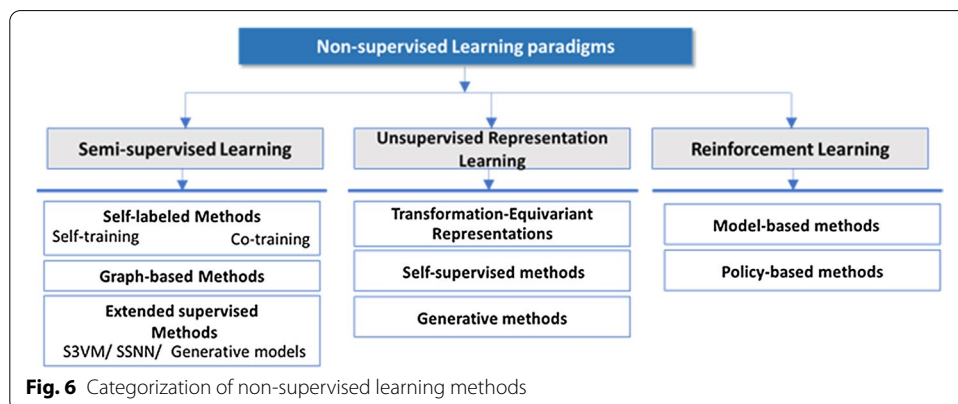 Non-supervised Learning paradigms
Semi-supervised Learning
Unsupervised Representation
Learning
Reinforcement Learning
Self-labeled Methods
Self-training Co-training
Graph-based Methods
Extended supervised
Methods
S3VM/ SSNN/ Generative models
Transformation-Equivariant
Representations
Self-supervised methods
Generative methods
Model-based methods
Policy-based methods
Fig. 6 Categorization of non-supervised learning methods